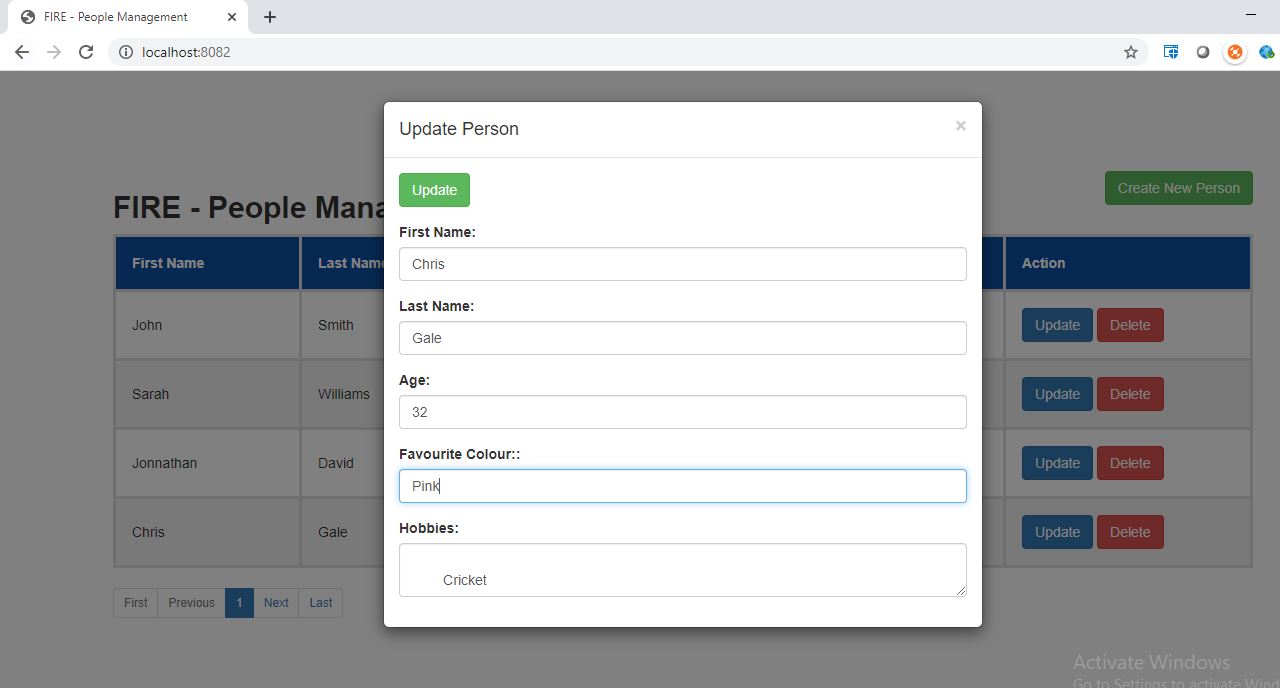 FIRE - People Management
localhost:8082
Update Person ×
Update
Create New Person
FIRE - People Mana
First Name Last Name Action
First Name:
Chris
Last Name:
Gale
Age:
32
Favourite Colour::
Pink
Hobbies:
Cricket
John Smith Update Delete
Sarah Williams Update Delete
Jonnathan David Update Delete
Chris Gale Update Delete
First Previous 1 Next Last
Activate Windows
Go to Settings to activate Wind